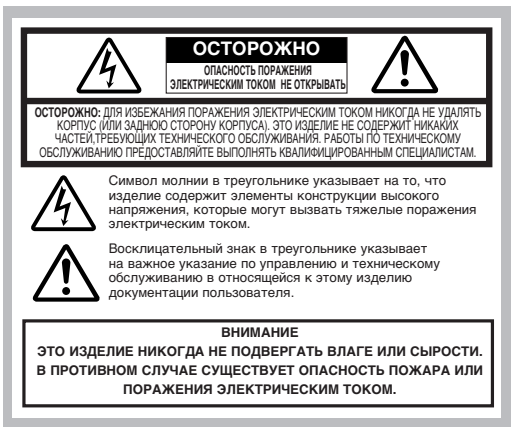 ОСТОРОЖНО
ОПАСНОСТЬ ПОРАЖЕНИЯ
ЭЛЕКТРИЧЕСКИМ ТОКОМ НЕ ОТКРЫВАТЬ
ОСТОРОЖНО: ДЛЯ ИЗБЕЖАНИЯ ПОРАЖЕНИЯ ЭЛЕКТРИЧЕСКИМ ТОКОМ НИКОГДА НЕ УДАЛЯТЬ
КОРПУС (ИЛИ ЗАДНЮЮ СТОРОНУ КОРПУСА). ЭТО ИЗДЕЛИЕ НЕ СОДЕРЖИТ НИКАКИХ
ЧАСТЕЙ,ТРЕБУЮЩИХ ТЕХНИЧЕСКОГО ОБСЛУЖИВАНИЯ. РАБОТЫ ПО ТЕХНИЧЕСКОМУ
ОБСЛУЖИВАНИЮ ПРЕДОСТАВЛЯЙТЕ ВЫПОЛНЯТЬ КВАЛИФИЦИРОВАННЫМ СПЕЦИАЛИСТАМ.
Символ молнии в треугольнике указывает на то, что
изделие содержит элементы конструкции высокого
напряжения, которые могут вызвать тяжелые поражения
электрическим током.
Восклицательный знак в треугольнике указывает
на важное указание по управлению и техническому
обслуживанию в относящейся к этому изделию
документации пользователя.
ВНИМАНИЕ
ЭТО ИЗДЕЛИЕ НИКОГДА НЕ ПОДВЕРГАТЬ ВЛАГЕ ИЛИ СЫРОСТИ.
В ПРОТИВНОМ СЛУЧАЕ СУЩЕСТВУЕТ ОПАСНОСТЬ ПОЖАРА ИЛИ
ПОРАЖЕНИЯ ЭЛЕКТРИЧЕСКИМ ТОКОМ.